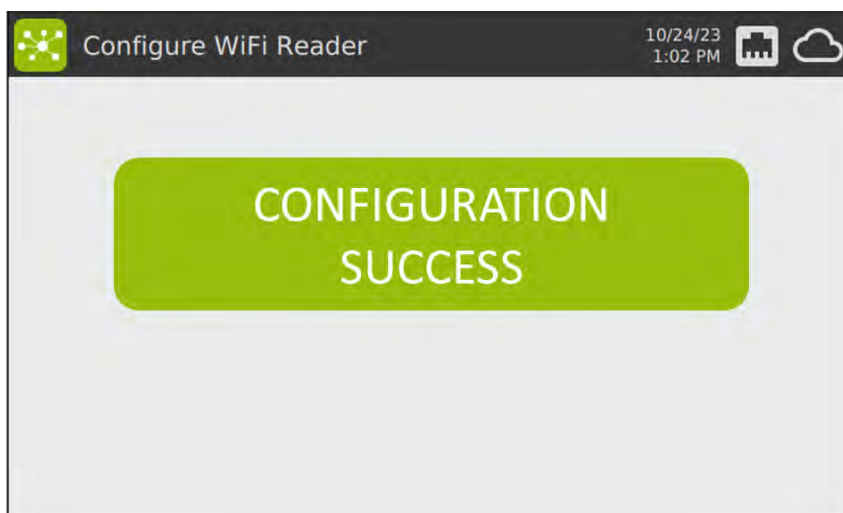 Configure WiFi Reader
10/24/23
1:02 PM
CONFIGURATION
SUCCESS